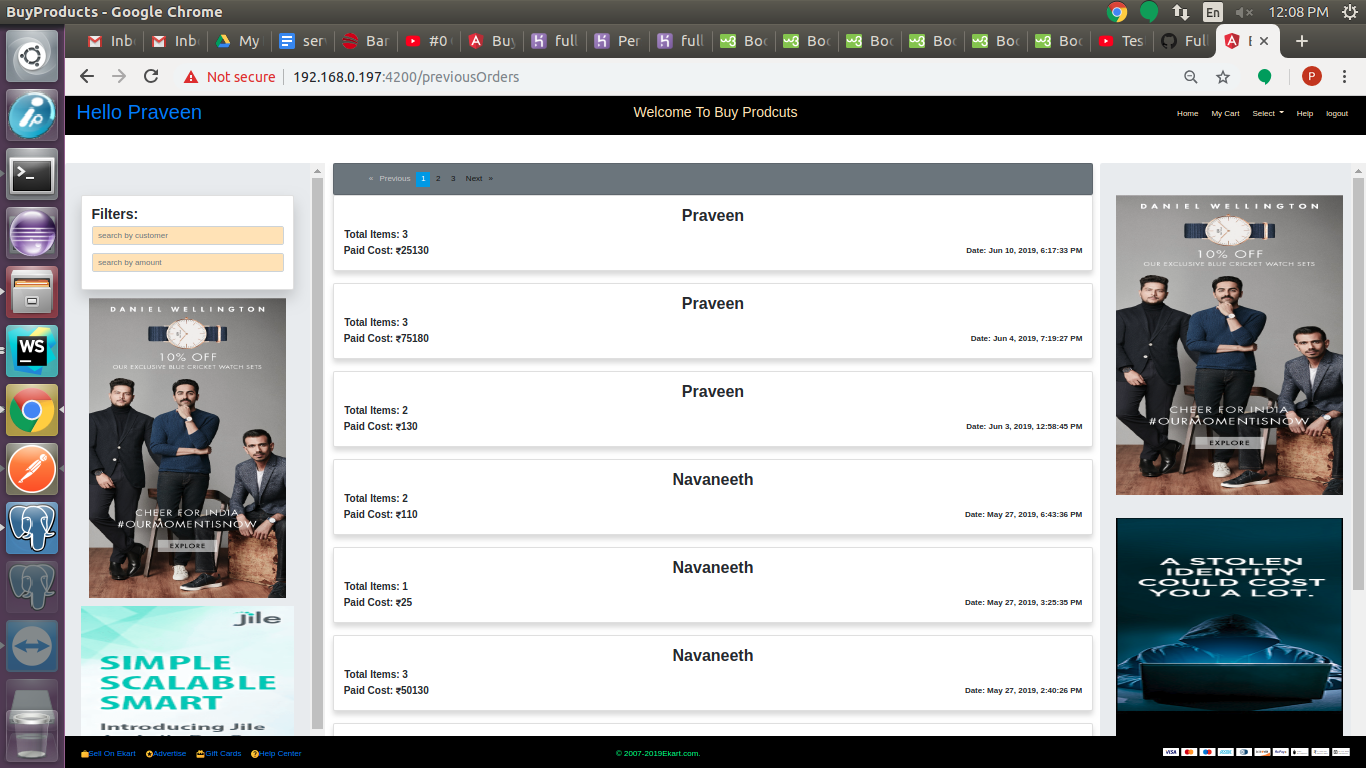 BuyProducts - Google Chrome
En
12:08 PM
Inb
Inb
My
ser
Bar
#0
Buy
full
Per
full
Boo
Boo
Boo
Boo
Boo
Boo
Tes
Ful
Not secure
192.168.0.197:4200/previousOrders
P
Hello Praveen
Welcome To Buy Prodcuts
Home My Cart Select Help logout
« Previous 1 2 3 Next »
Filters:
search by customer
search by amount
Praveen
Total Items: 3
Paid Cost: ₹25130
Date: Jun 10, 2019, 6:17:33 PM
Praveen
Total Items: 3
Paid Cost: ₹75180
Date: Jun 4, 2019, 7:19:27 PM
Praveen
Total Items: 2
Paid Cost: ₹130
Date: Jun 3, 2019, 12:58:45 PM
Navaneeth
Total Items: 2
Paid Cost: ₹110
Date: May 27, 2019, 6:43:36 PM
Navaneeth
Total Items: 1
Paid Cost: ₹25
Date: May 27, 2019, 3:25:35 PM
Navaneeth
Total Items: 3
Paid Cost: ₹50130
Date: May 27, 2019, 2:40:26 PM
DANIEL WELLINGTON
10% OFF
OUR EXCLUSIVE BLUE CRICKET WATCH SETS
CHEER FOR INDIA
#OURMOMENTISNOW
EXPLORE
Jile
SIMPLE
SCALABLE
SMART
Introducing Jile
DANIEL WELLINGTON
10% OFF
OUR EXCLUSIVE BLUE CRICKET WATCH SETS
CHEER FOR INDIA
#OURMOMENTISNOW
EXPLORE
A STOLEN
IDENTITY
COULD COST
YOU A LOT.
WS
Sell On Ekart Advertise Gift Cards Help Center
© 2007-2019Ekart.com.
VISA